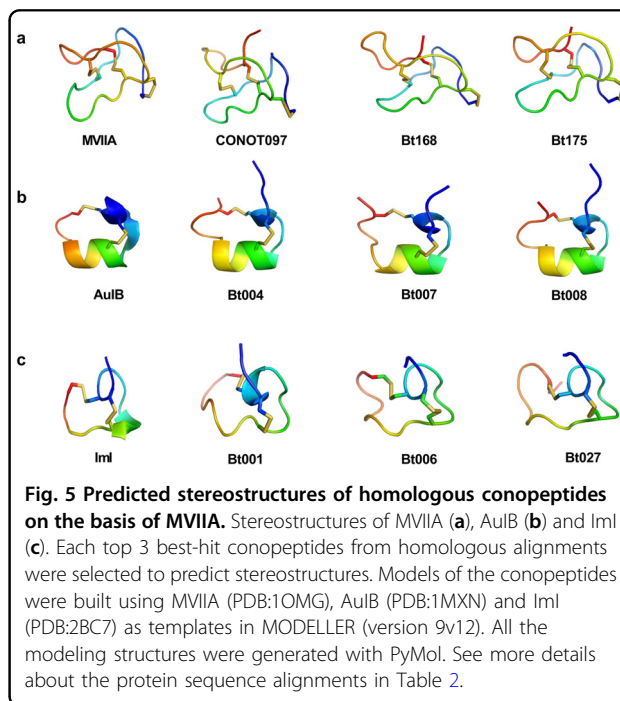 a
MVIIA CONOT097 Bt168 Bt175
b
AuIB Bt004 Bt007 Bt008
c
ImI Bt001 Bt006 Bt027
Fig. 5 Predicted stereostructures of homologous conopeptides
on the basis of MVIIA. Stereostructures of MVIIA (a), AuIB (b) and ImI
(c). Each top 3 best-hit conopeptides from homologous alignments
were selected to predict stereostructures. Models of the conopeptides
were built using MVIIA (PDB:1OMG), AuIB (PDB:1MXN) and ImI
(PDB:2BC7) as templates in MODELLER (version 9v12). All the
modeling structures were generated with PyMol. See more details
about the protein sequence alignments in Table 2.